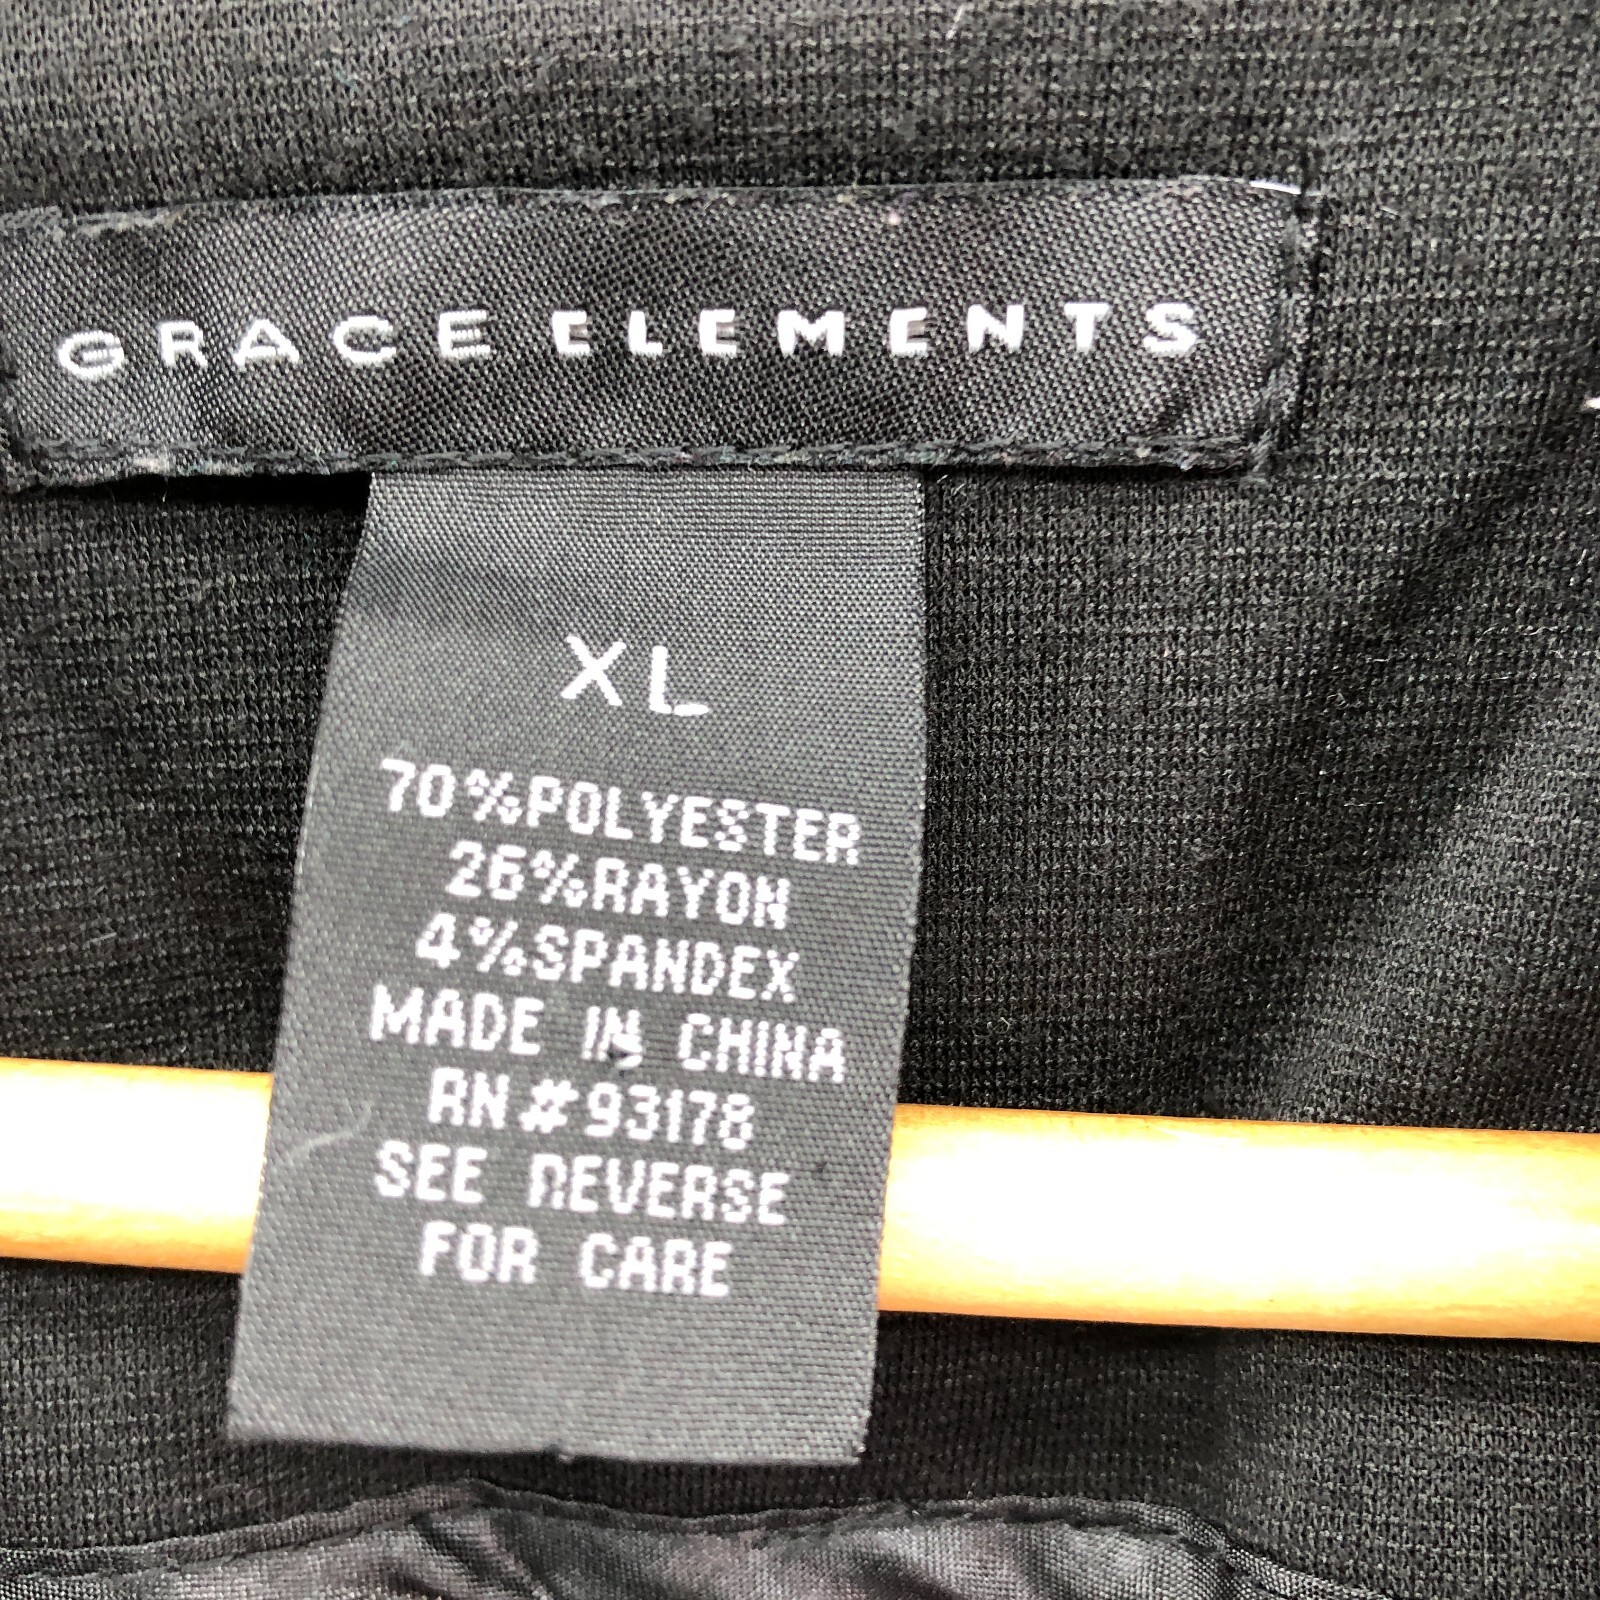 GRACE ELEMENTS
XL
70%POLYESTER
26%RAYON
4%SPANDEX
MADE IN CHINA
RN#93178
SEE REVERSE
FOR CARE